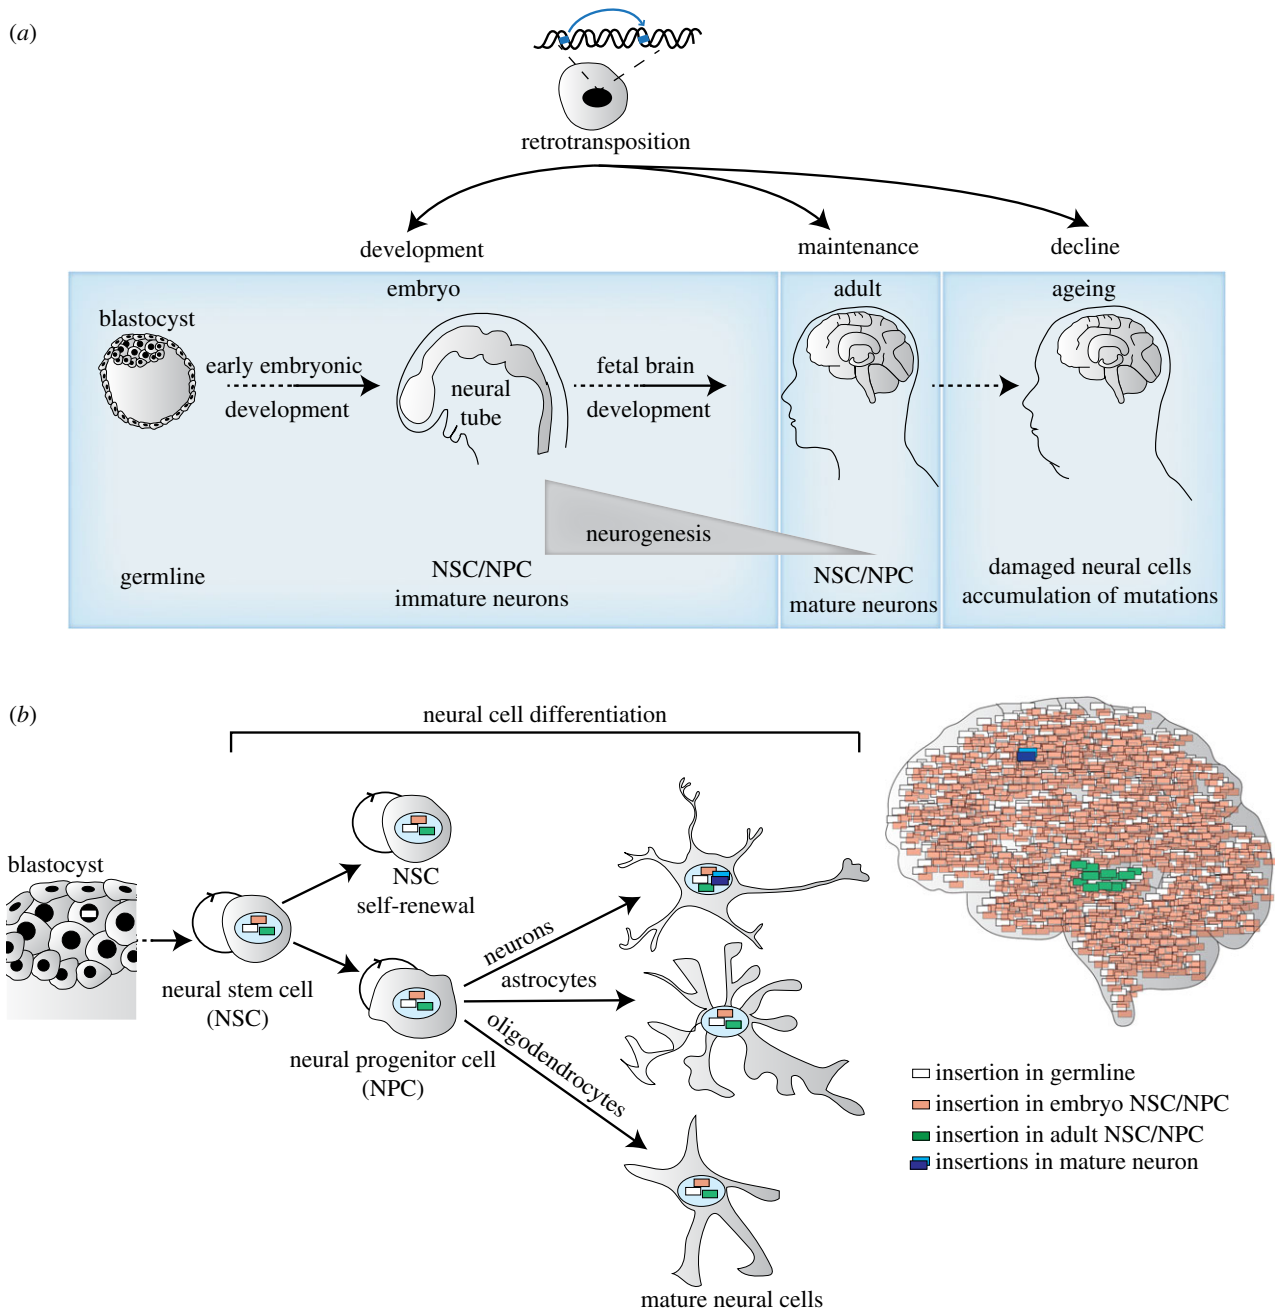 (a)
retrotransposition
development
maintenance
decline
embryo
adult
ageing
blastocyst
early embryonic
development
neural
tube
fetal brain
development
neurogenesis
germline
NSC/NPC
immature neurons
NSC/NPC
mature neurons
damaged neural cells
accumulation of mutations
(b)
neural cell differentiation
blastocyst
NSC
self-renewal
neural stem cell
(NSC)
neural progenitor cell
(NPC)
neurons
astrocytes
oligodendrocytes
mature neural cells
insertion in germline
insertion in embryo NSC/NPC
insertion in adult NSC/NPC
insertions in mature neuron